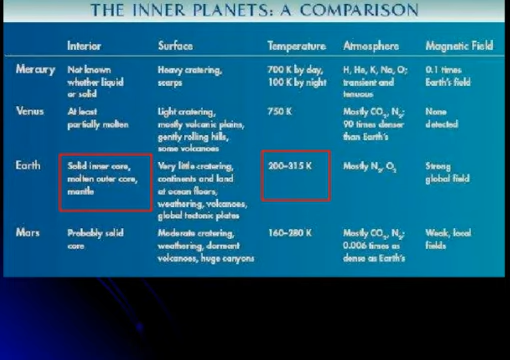 THE INNER PLANETS: A COMPARISON
Interior Surface Temperature Atmosphere Magnetic Field
Mercury Not known Heavy cratering, 700 K by day, H, He, K, Na, O; 0.1 times
whether liquid scarps 100 K by night transient and Earth's field
or solid tenuous
Venus At least Light cratering, 750 K Mostly CO2, N2; None
partially molten mostly volcanic plains, 90 times denser detected
gently rolling hills, than Earth's
some volcanoes
Earth Solid inner core, Very little cratering, 200–315 K Mostly N2, O2 Strong
molten outer core, continents and land global field
mantle at ocean floors,
weathering, volcanoes,
global tectonic plates
Mars Probably solid Moderate cratering, 160–280 K Mostly CO2, N2; Weak, local
core weathering, dormant 0.006 times as fields
volcanoes, huge canyons dense as Earth's